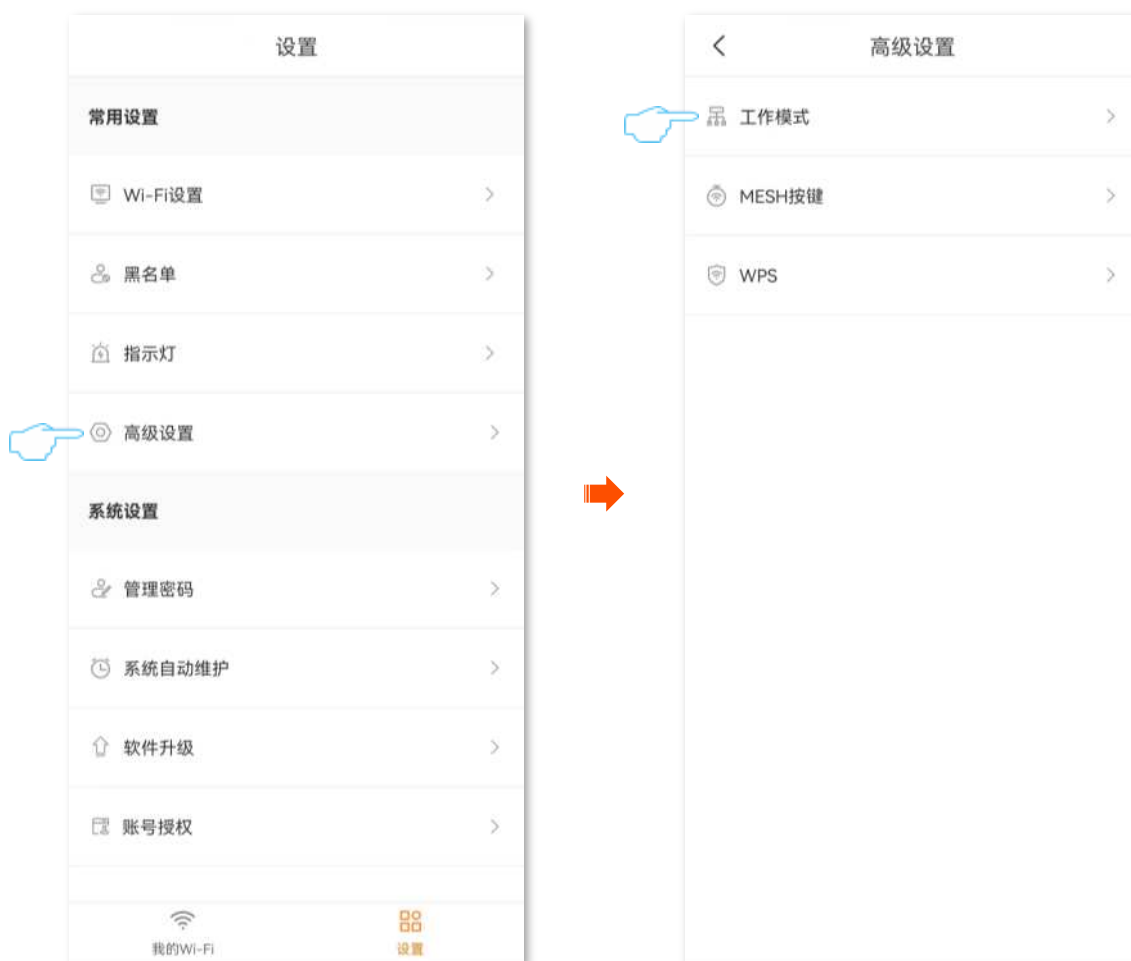 设置
常用设置
Wi-Fi设置
黑名单
指示灯
高级设置
系统设置
管理密码
系统自动维护
软件升级
账号授权
我的Wi-Fi
设置
高级设置
工作模式
MESH按键
WPS